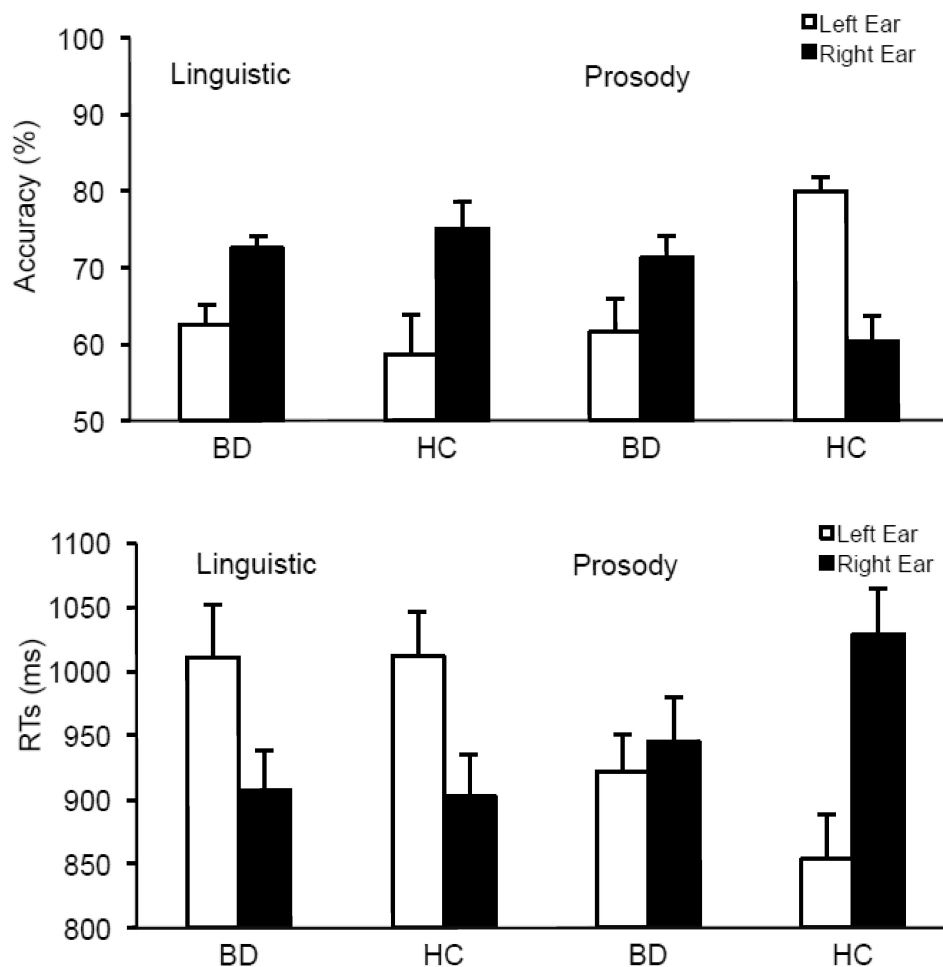 Left Ear
Right Ear
Linguistic
Prosody
Accuracy (%)
100
90
80
70
60
50
BD
HC
BD
HC
Left Ear
Right Ear
Linguistic
Prosody
RTs (ms)
1100
1050
1000
950
900
850
800
BD
HC
BD
HC